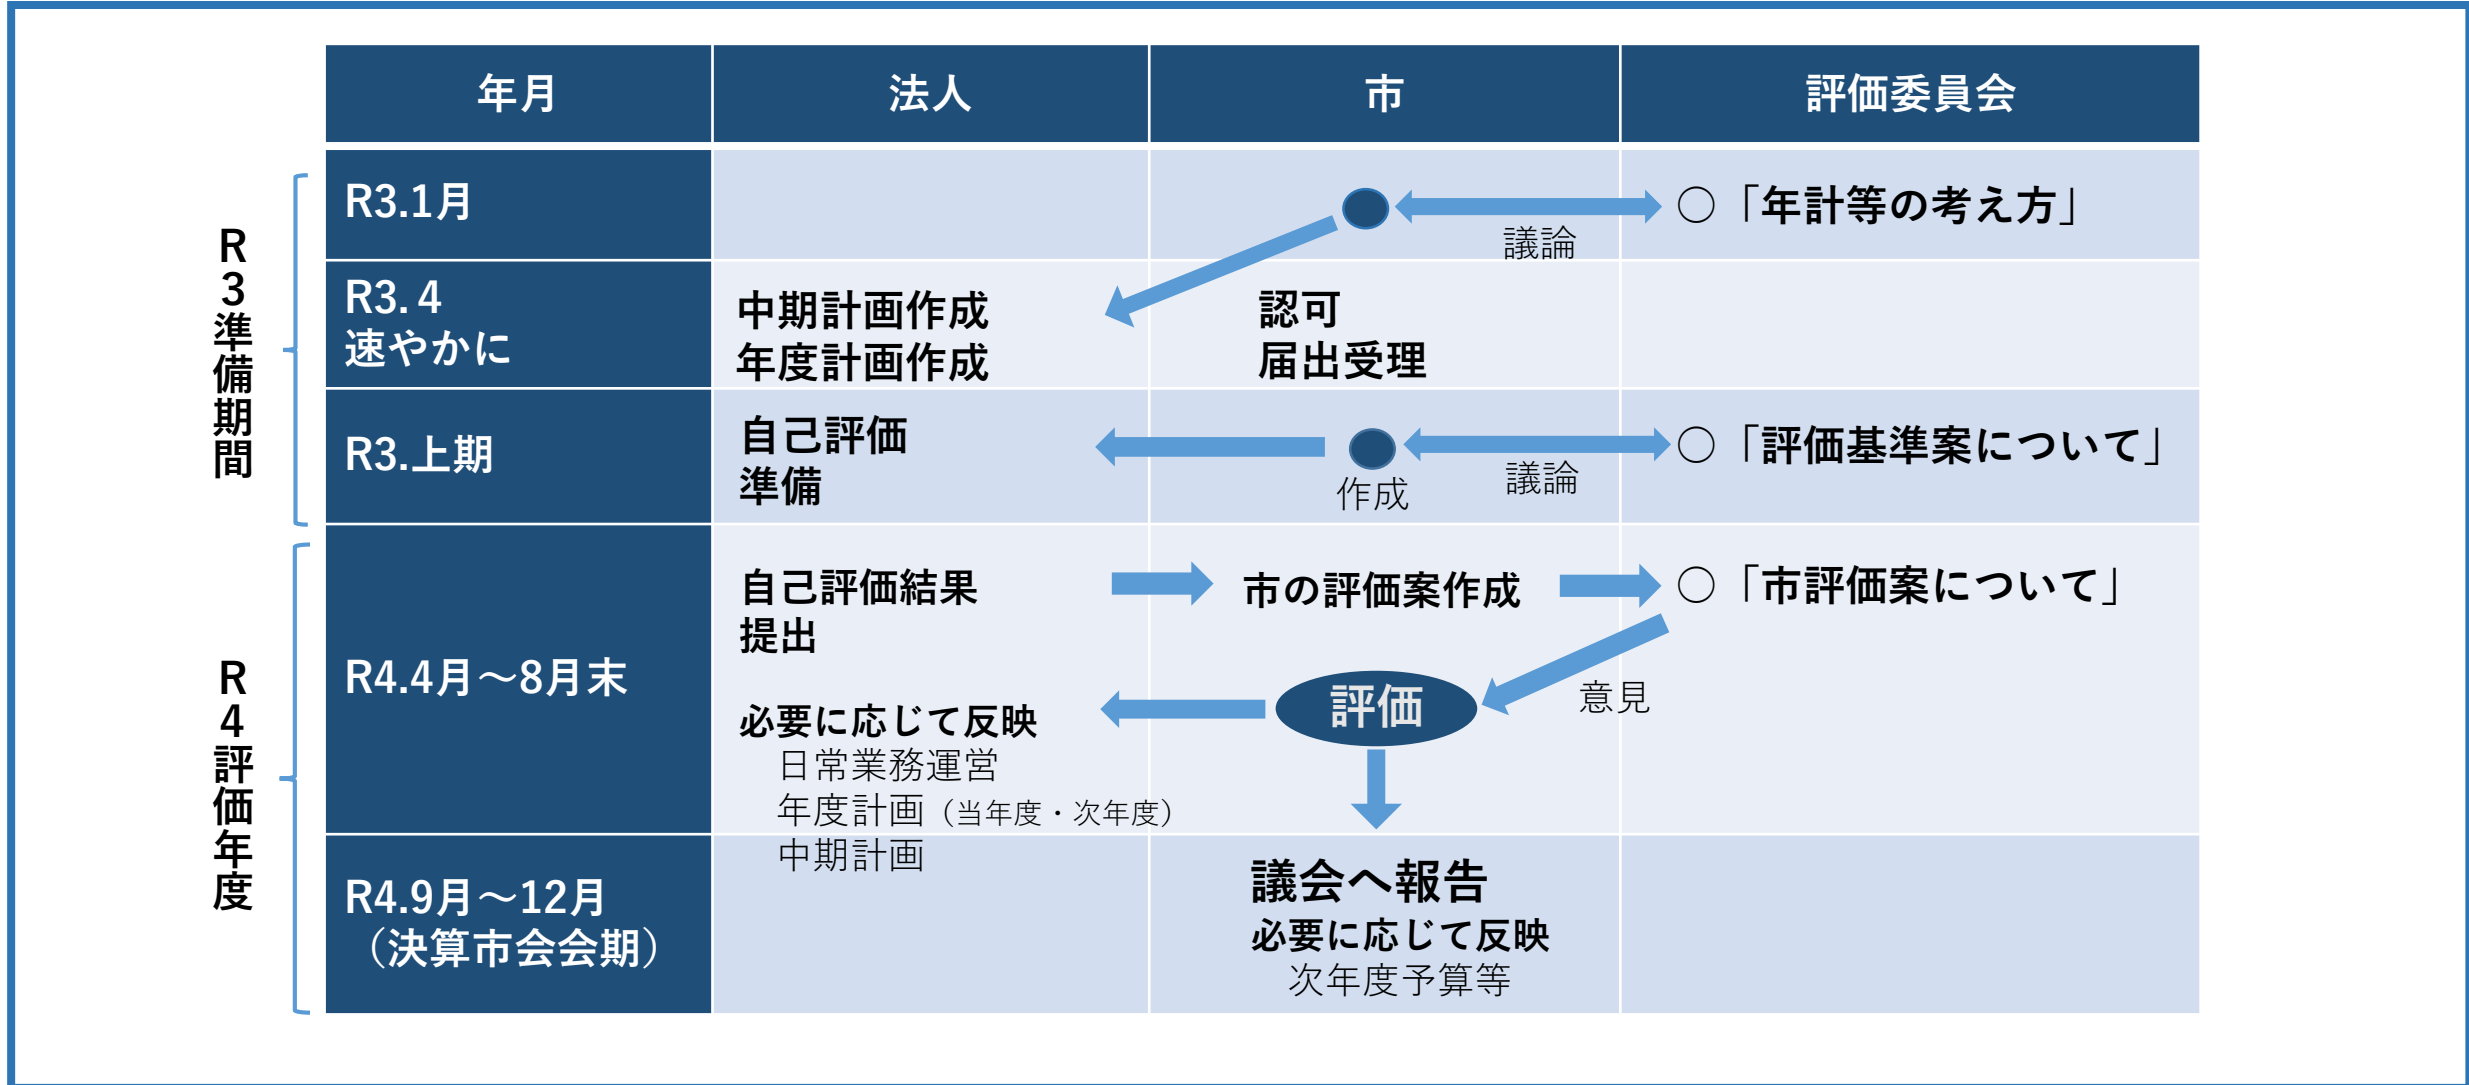 年月
法人
市
評価委員会
R3準備期間
R3.1月
○「年計等の考え方」
議論
R3.４
速やかに
中期計画作成
年度計画作成
認可
届出受理
R3.上期
自己評価
準備
作成
議論
○「評価基準案について」
R4評価年度
R4.4月～8月末
自己評価結果
提出
市の評価案作成
○「市評価案について」
意見
評価
必要に応じて反映
日常業務運営
年度計画（当年度・次年度）
中期計画
R4.9月～12月
（決算市会会期）
議会へ報告
必要に応じて反映
次年度予算等